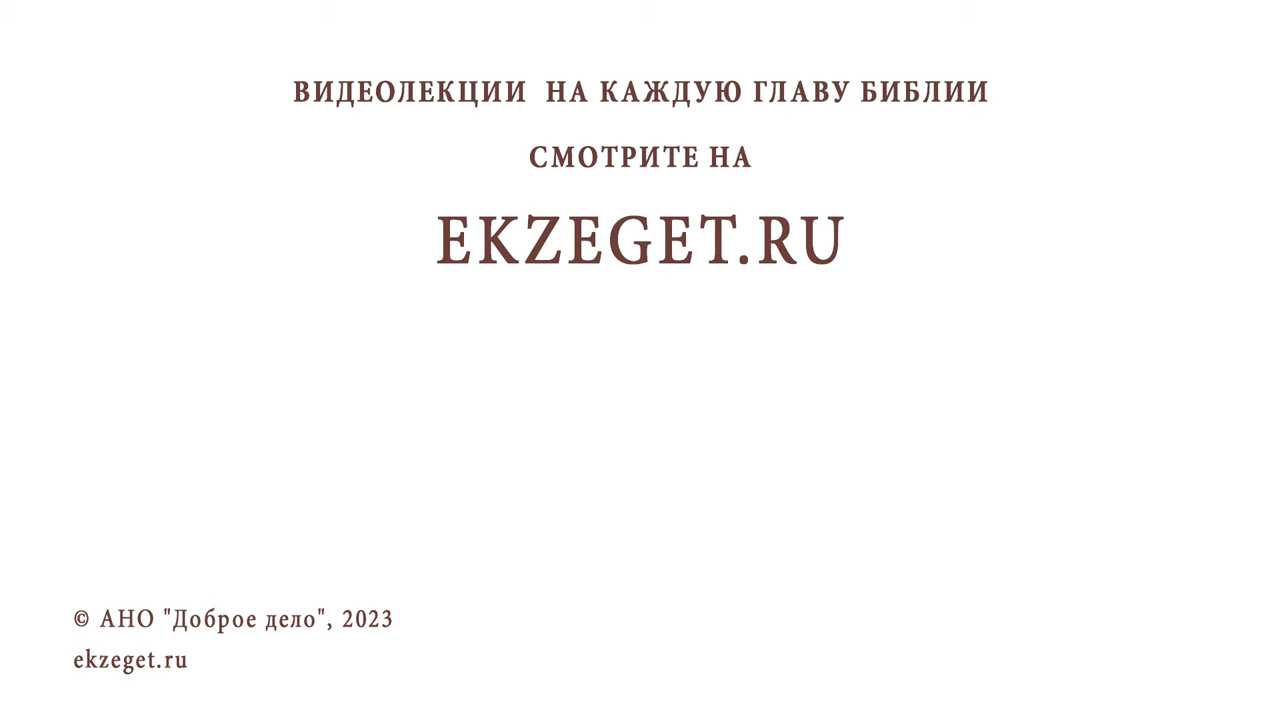 ВИДЕОЛЕКЦИИ НА КАЖДУЮ ГЛАВУ БИБЛИИ
СМОТРИТЕ НА
EKZEGET.RU
© АНО "Доброе дело", 2023
ekzeget.ru